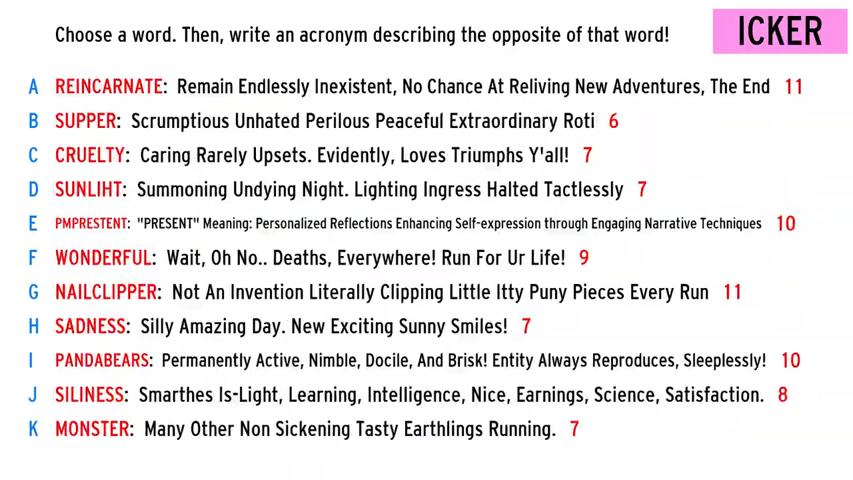 Choose a word. Then, write an acronym describing the opposite of that word!
ICKER
A REINCARNATE: Remain Endlessly Inexistent, No Chance At Reliving New Adventures, The End 11
B SUPPER: Scrumptious Unhated Perilous Peaceful Extraordinary Roti 6
C CRUELTY: Caring Rarely Upsets. Evidently, Loves Triumphs Y'all! 7
D SUNLIHT: Summoning Undying Night. Lighting Ingress Halted Tactlessly 7
E PMPRESTENT: "PRESENT" Meaning: Personalized Reflections Enhancing Self-expression through Engaging Narrative Techniques 10
F WONDERFUL: Wait, Oh No.. Deaths, Everywhere! Run For Ur Life! 9
G NAILCLIPPER: Not An Invention Literally Clipping Little Itty Puny Pieces Every Run 11
H SADNESS: Silly Amazing Day. New Exciting Sunny Smiles! 7
I PANDABEARS: Permanently Active, Nimble, Docile, And Brisk! Entity Always Reproduces, Sleeplessly! 10
J SILINESS: Smarthes Is-Light, Learning, Intelligence, Nice, Earnings, Science, Satisfaction. 8
K MONSTER: Many Other Non Sickening Tasty Earthlings Running. 7